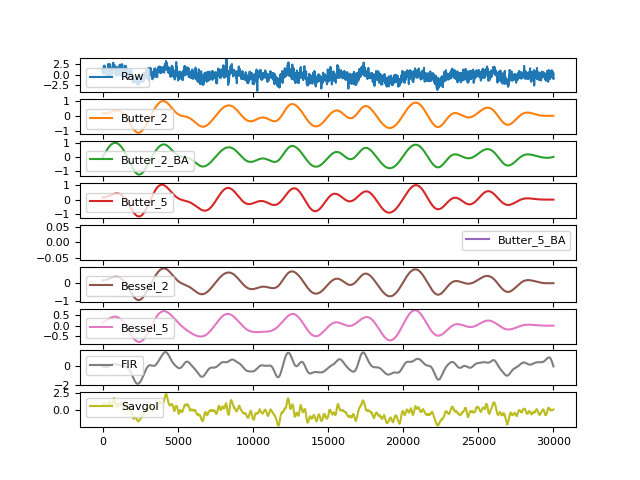 2.5
0.0
−2.5
Raw
1
0
−1
Butter_2
1
0
−1
Butter_2_BA
1
0
−1
Butter_5
0.05
0.00
−0.05
Butter_5_BA
0
−1
Bessel_2
0.5
0.0
−0.5
Bessel_5
0
−2
FIR
2.5
0.0
Savgol
0 5000 10000 15000 20000 25000 30000